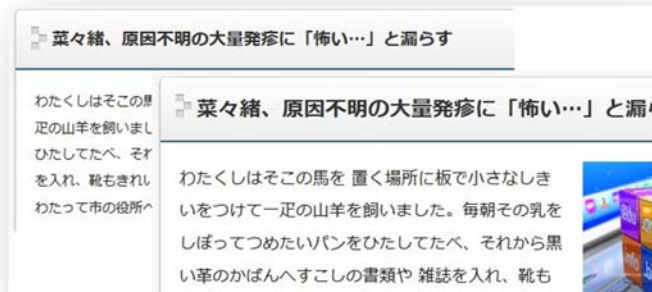 菜々緒、原因不明の大量発疹に「怖い…」と漏らす
わたくしはそこの馬
疋の山羊を飼いまし
ひたしてたべ、それ
を入れ、靴もきれい
わたって市の役所へ
菜々緒、原因不明の大量発疹に「怖い…」と漏ら
わたくしはそこの馬を 置く場所に板で小さなしき
いをつけて一疋の山羊を飼いました。毎朝その乳を
しぼってつめたいパンをひたしてたべ、それから黒
い革のかばんへすこしの書類や 雑誌を入れ、靴も
.edu
.info